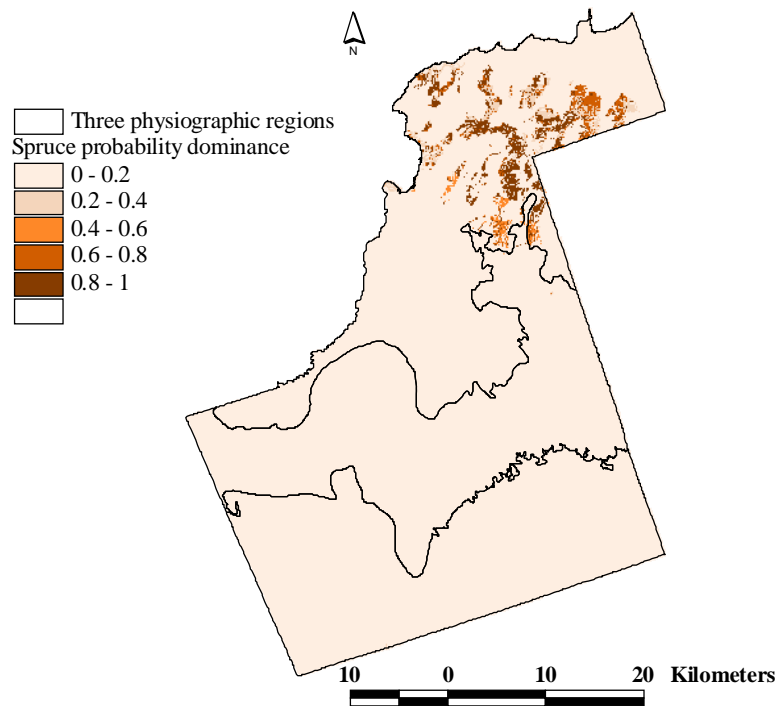 N
Three physiographic regions
Spruce probability dominance
0 - 0.2
0.2 - 0.4
0.4 - 0.6
0.6 - 0.8
0.8 - 1
10 0 10 20 Kilometers